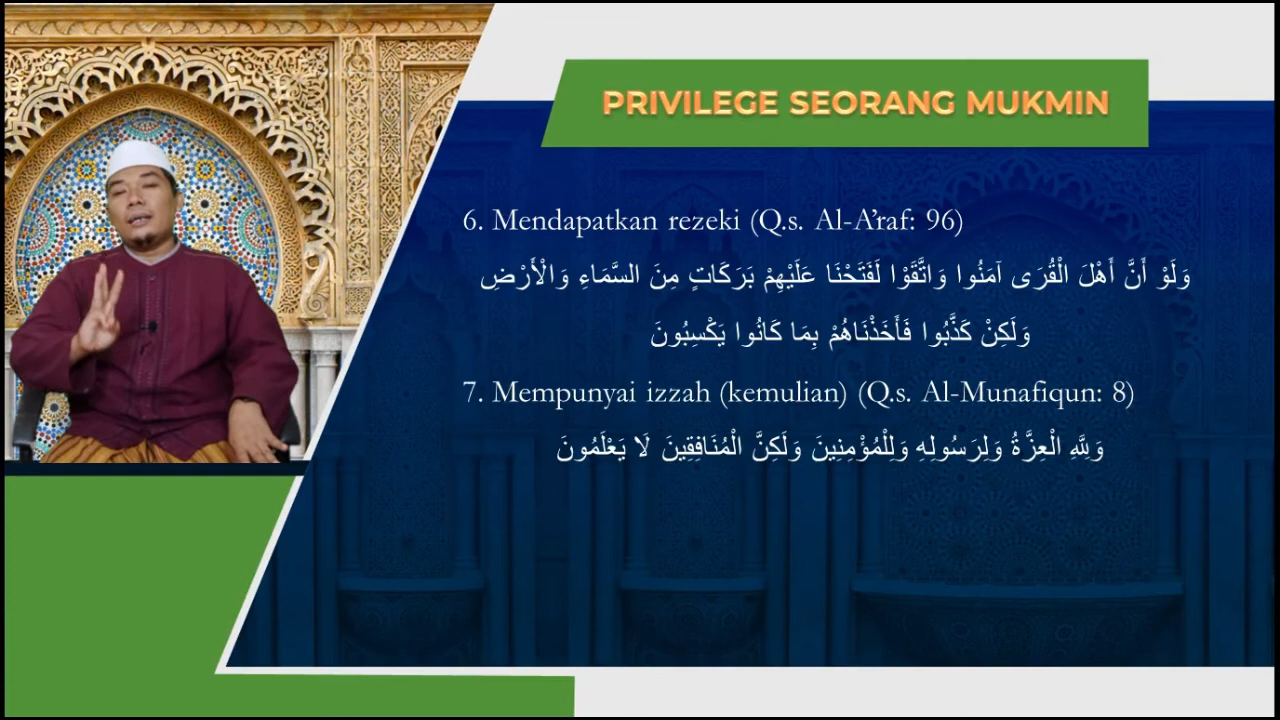 PRIVILEGE SEORANG MUKMIN
6. Mendapatkan rezeki (Q.s. Al-A’raf: 96)
وَلَوْ أَنَّ أَهْلَ الْقُرَى آمَنُوا وَاتَّقَوْا لَفَتَحْنَا عَلَيْهِمْ بَرَكَاتٍ مِنَ السَّمَاءِ وَالْأَرْضِ
وَلَكِنْ كَذَّبُوا فَأَخَذْنَاهُمْ بِمَا كَانُوا يَكْسِبُونَ
7. Mempunyai izzah (kemulian) (Q.s. Al-Munafiqun: 8)
وَلِلَّهِ الْعِزَّةُ وَلِرَسُولِهِ وَلِلْمُؤْمِنِينَ وَلَكِنَّ الْمُنَافِقِينَ لَا يَعْلَمُونَ